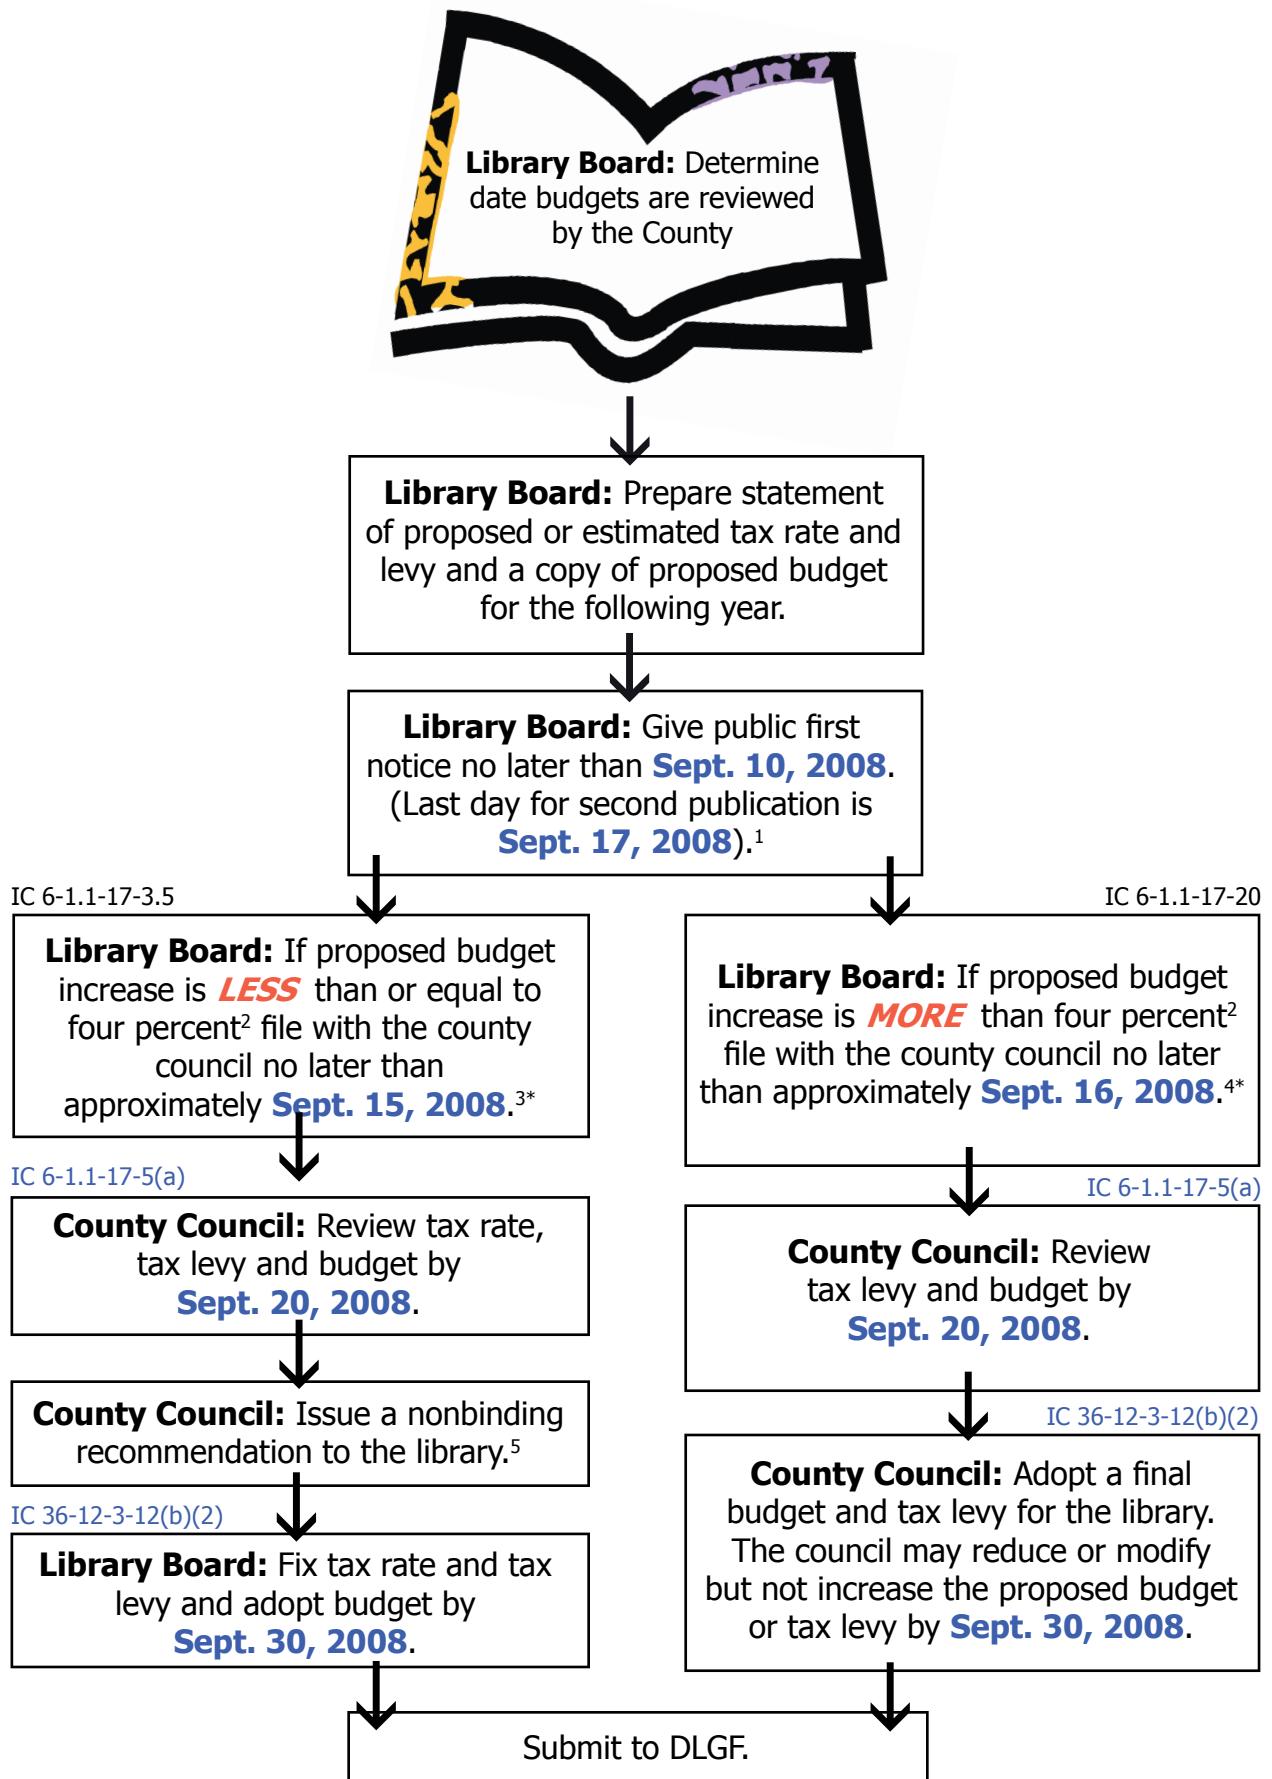 Library Board: Determine
date budgets are reviewed
by the County
Library Board: Prepare statement
of proposed or estimated tax rate and
levy and a copy of proposed budget
for the following year.
Library Board: Give public first
notice no later than Sept. 10, 2008.
(Last day for second publication is
Sept. 17, 2008).1
IC 6-1.1-17-3.5
Library Board: If proposed budget
increase is LESS than or equal to
four percent2 file with the county
council no later than
approximately Sept. 15, 2008.3*
IC 6-1.1-17-5(a)
County Council: Review tax rate,
tax levy and budget by
Sept. 20, 2008.
County Council: Issue a nonbinding
recommendation to the library.5
IC 36-12-3-12(b)(2)
Library Board: Fix tax rate and tax
levy and adopt budget by
Sept. 30, 2008.
IC 6-1.1-17-20
Library Board: If proposed budget
increase is MORE than four percent2
file with the county council no later
than approximately Sept. 16, 2008.4*
IC 6-1.1-17-5(a)
County Council: Review
tax levy and budget by
Sept. 20, 2008.
IC 36-12-3-12(b)(2)
County Council: Adopt a final
budget and tax levy for the library.
The council may reduce or modify
but not increase the proposed budget
or tax levy by Sept. 30, 2008.
Submit to DLGF.